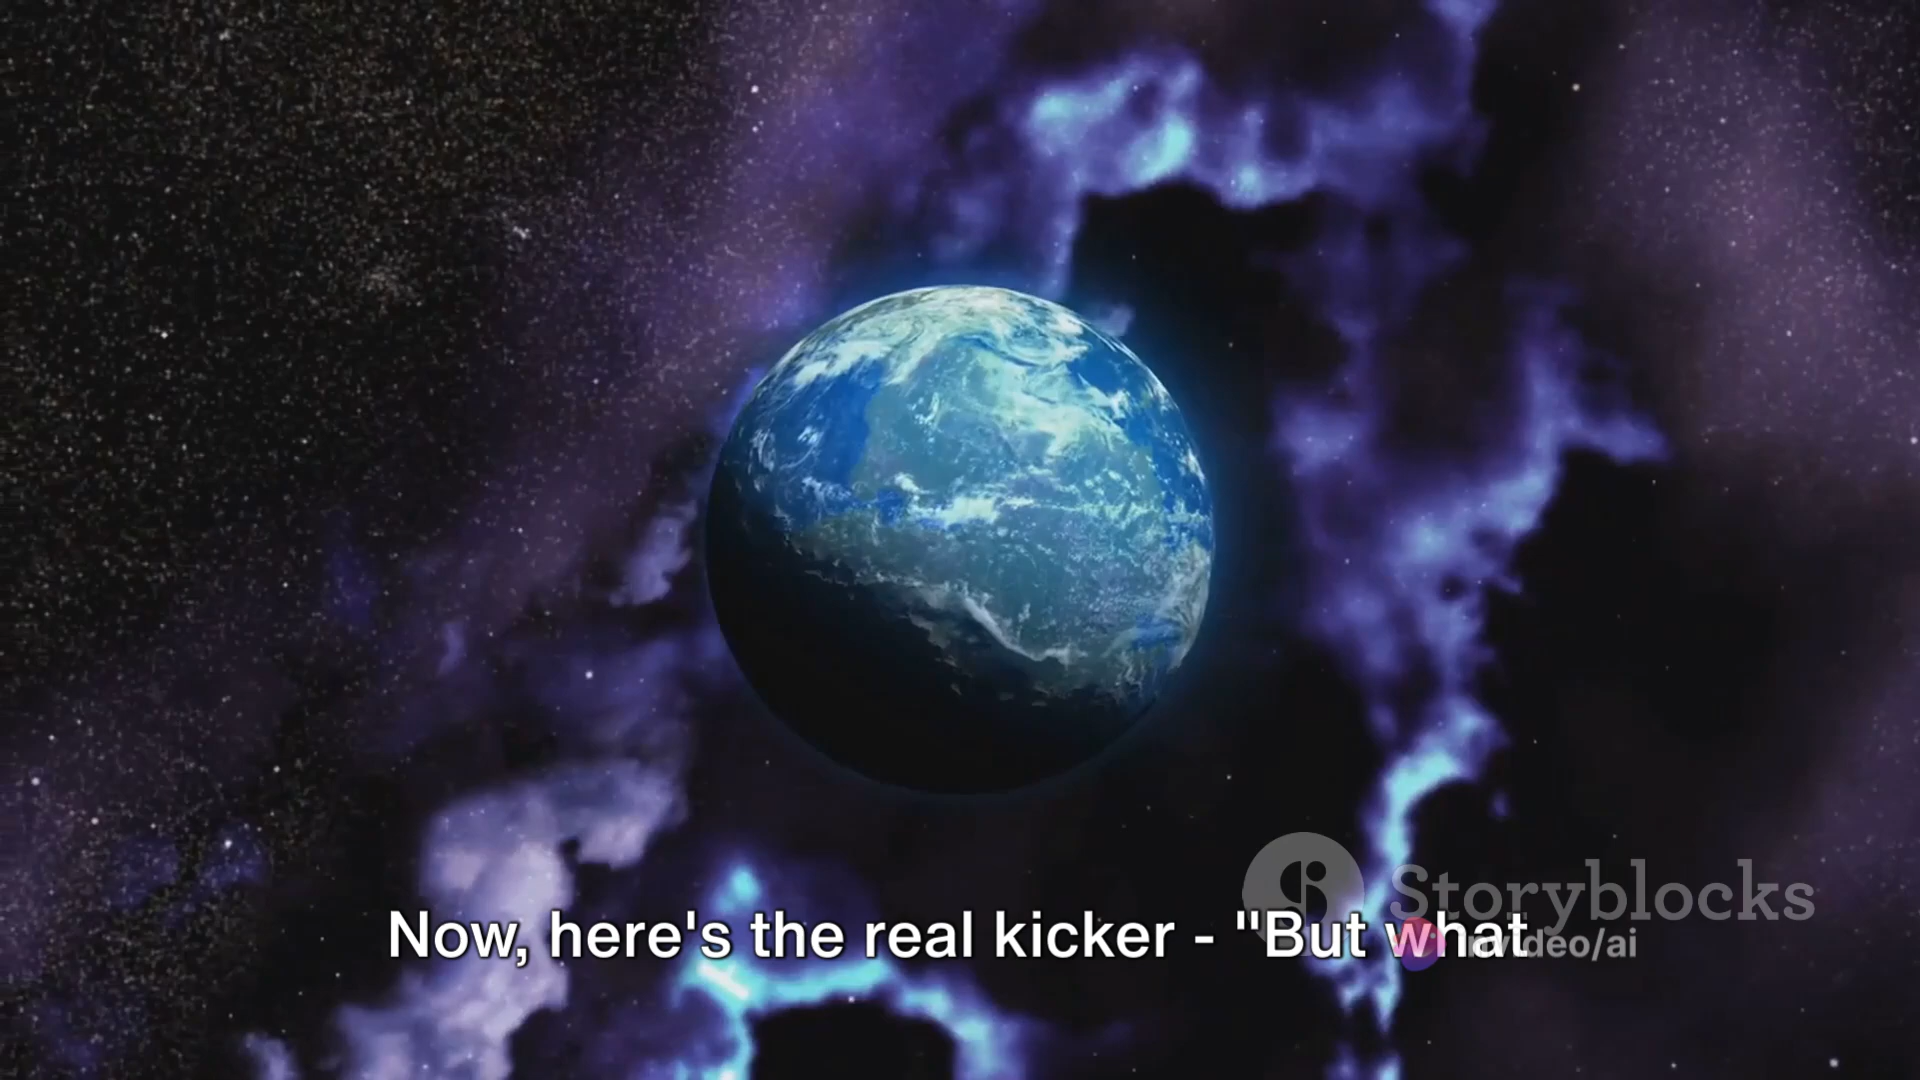 Storyblocks
Now, here's the real kicker - "But what
invideo/ai